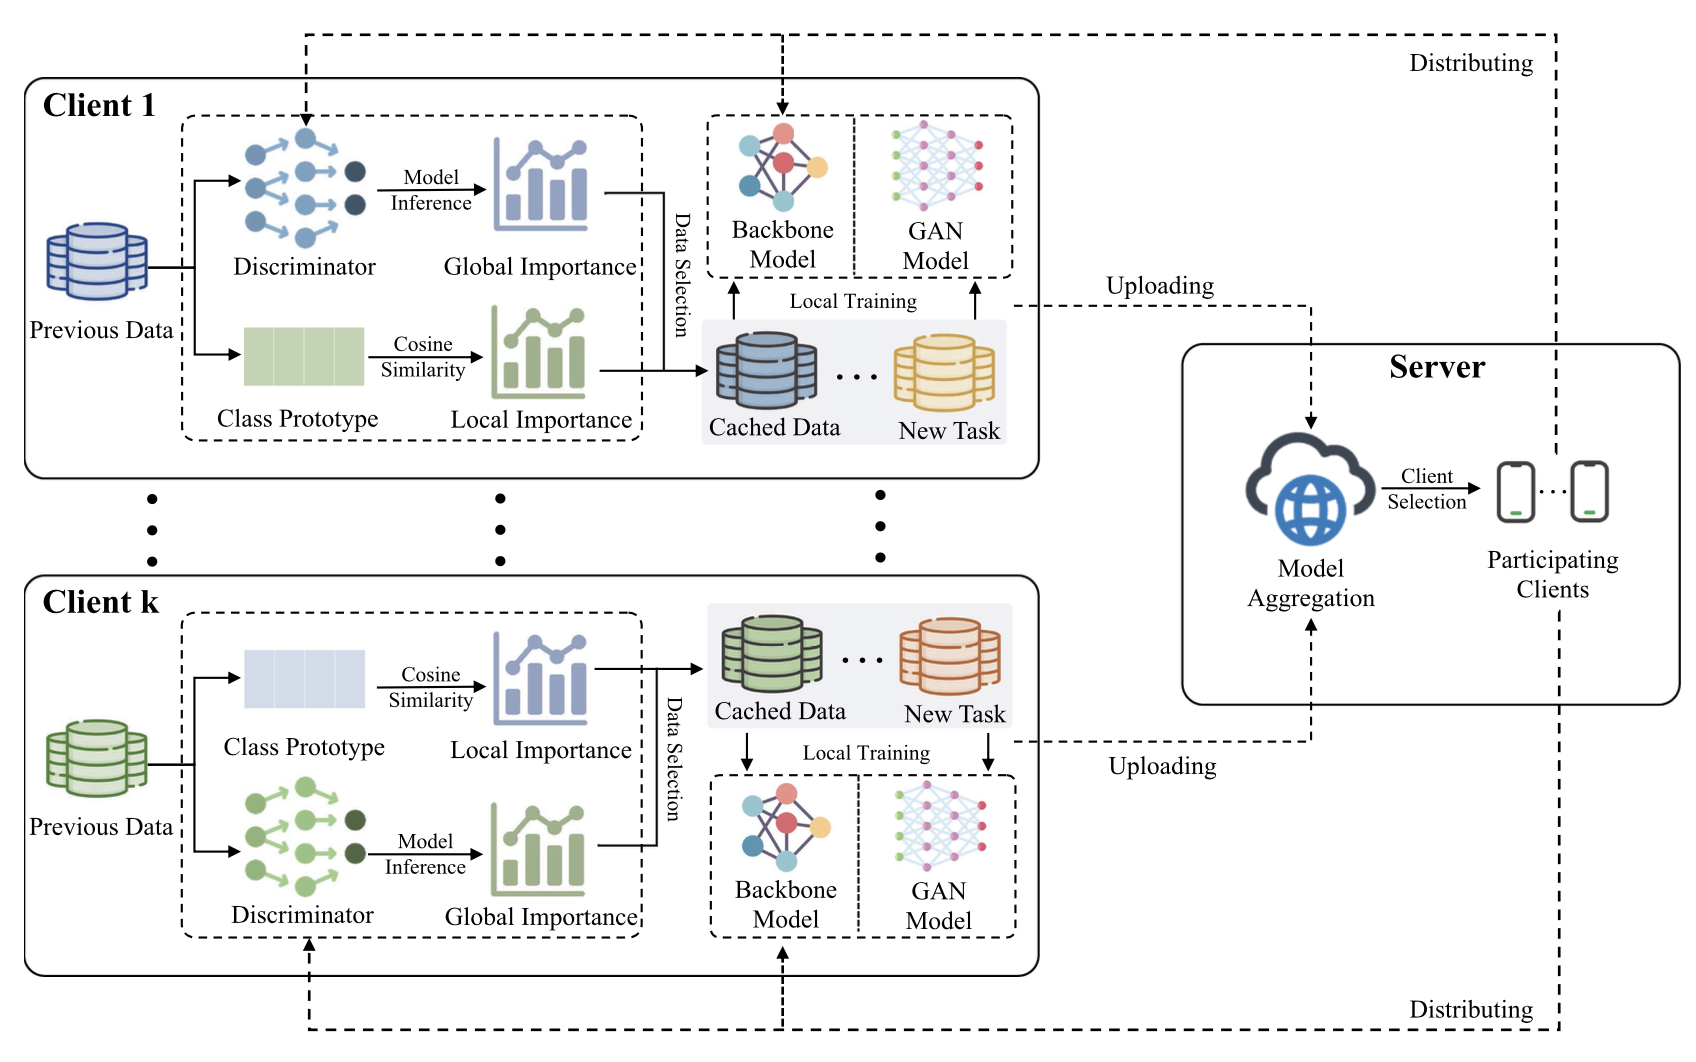 Distributing
Client 1
Previous Data
Discriminator
Model
Inference
Global Importance
Class Prototype
Cosine
Similarity
Local Importance
Data Selection
Backbone
Model
GAN
Model
Local Training
Cached Data
...
New Task
Uploading
Server
Model
Aggregation
Client
Selection
...
Participating
Clients
Client k
Previous Data
Class Prototype
Cosine
Similarity
Local Importance
Discriminator
Model
Inference
Global Importance
Data Selection
Cached Data
...
New Task
Local Training
Backbone
Model
GAN
Model
Uploading
Distributing